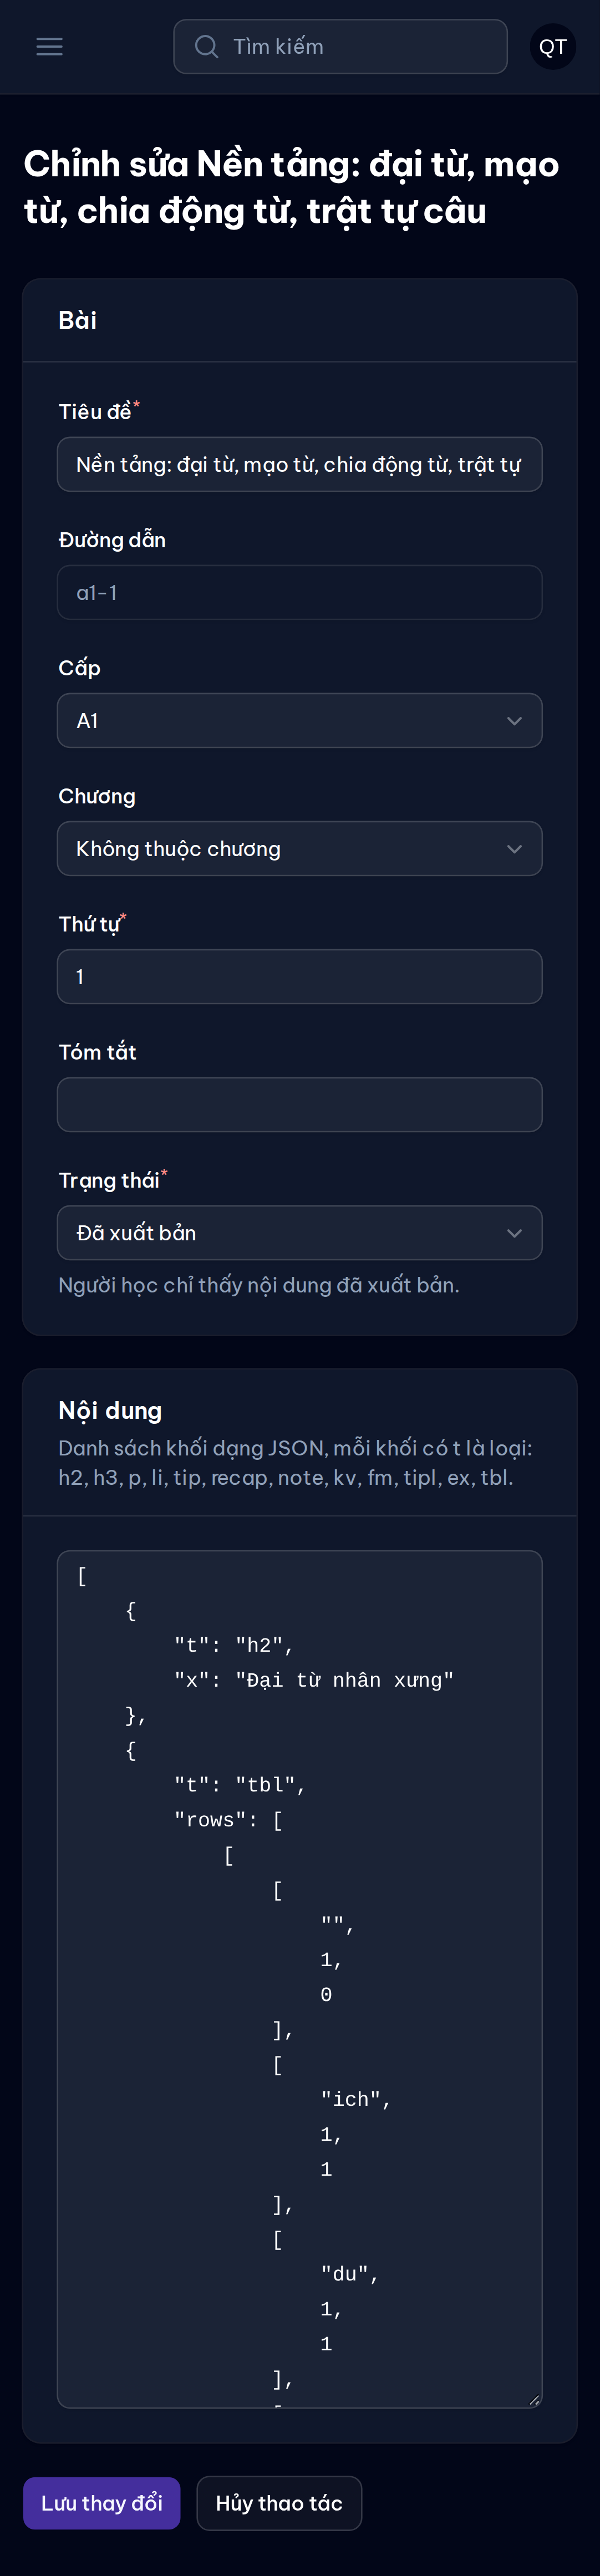 Tìm kiếm
QT
Chỉnh sửa Nền tảng: đại từ, mạo
từ, chia động từ, trật tự câu
Bài
Tiêu đề*
Nền tảng: đại từ, mạo từ, chia động từ, trật tự
Đường dẫn
a1-1
Cấp
A1
Chương
Không thuộc chương
Thứ tự*
1
Tóm tắt
Trạng thái*
Đã xuất bản
Người học chỉ thấy nội dung đã xuất bản.
Nội dung
Danh sách khối dạng JSON, mỗi khối có t là loại:
h2, h3, p, li, tip, recap, note, kv, fm, tipl, ex, tbl.
[
    {
        "t": "h2",
        "x": "Đại từ nhân xưng"
    },
    {
        "t": "tbl",
        "rows": [
            [
                [
                    "",
                    1,
                    0
                ],
                [
                    "ich",
                    1,
                    1
                ],
                [
                    "du",
                    1,
                    1
                ],
Lưu thay đổi
Hủy thao tác